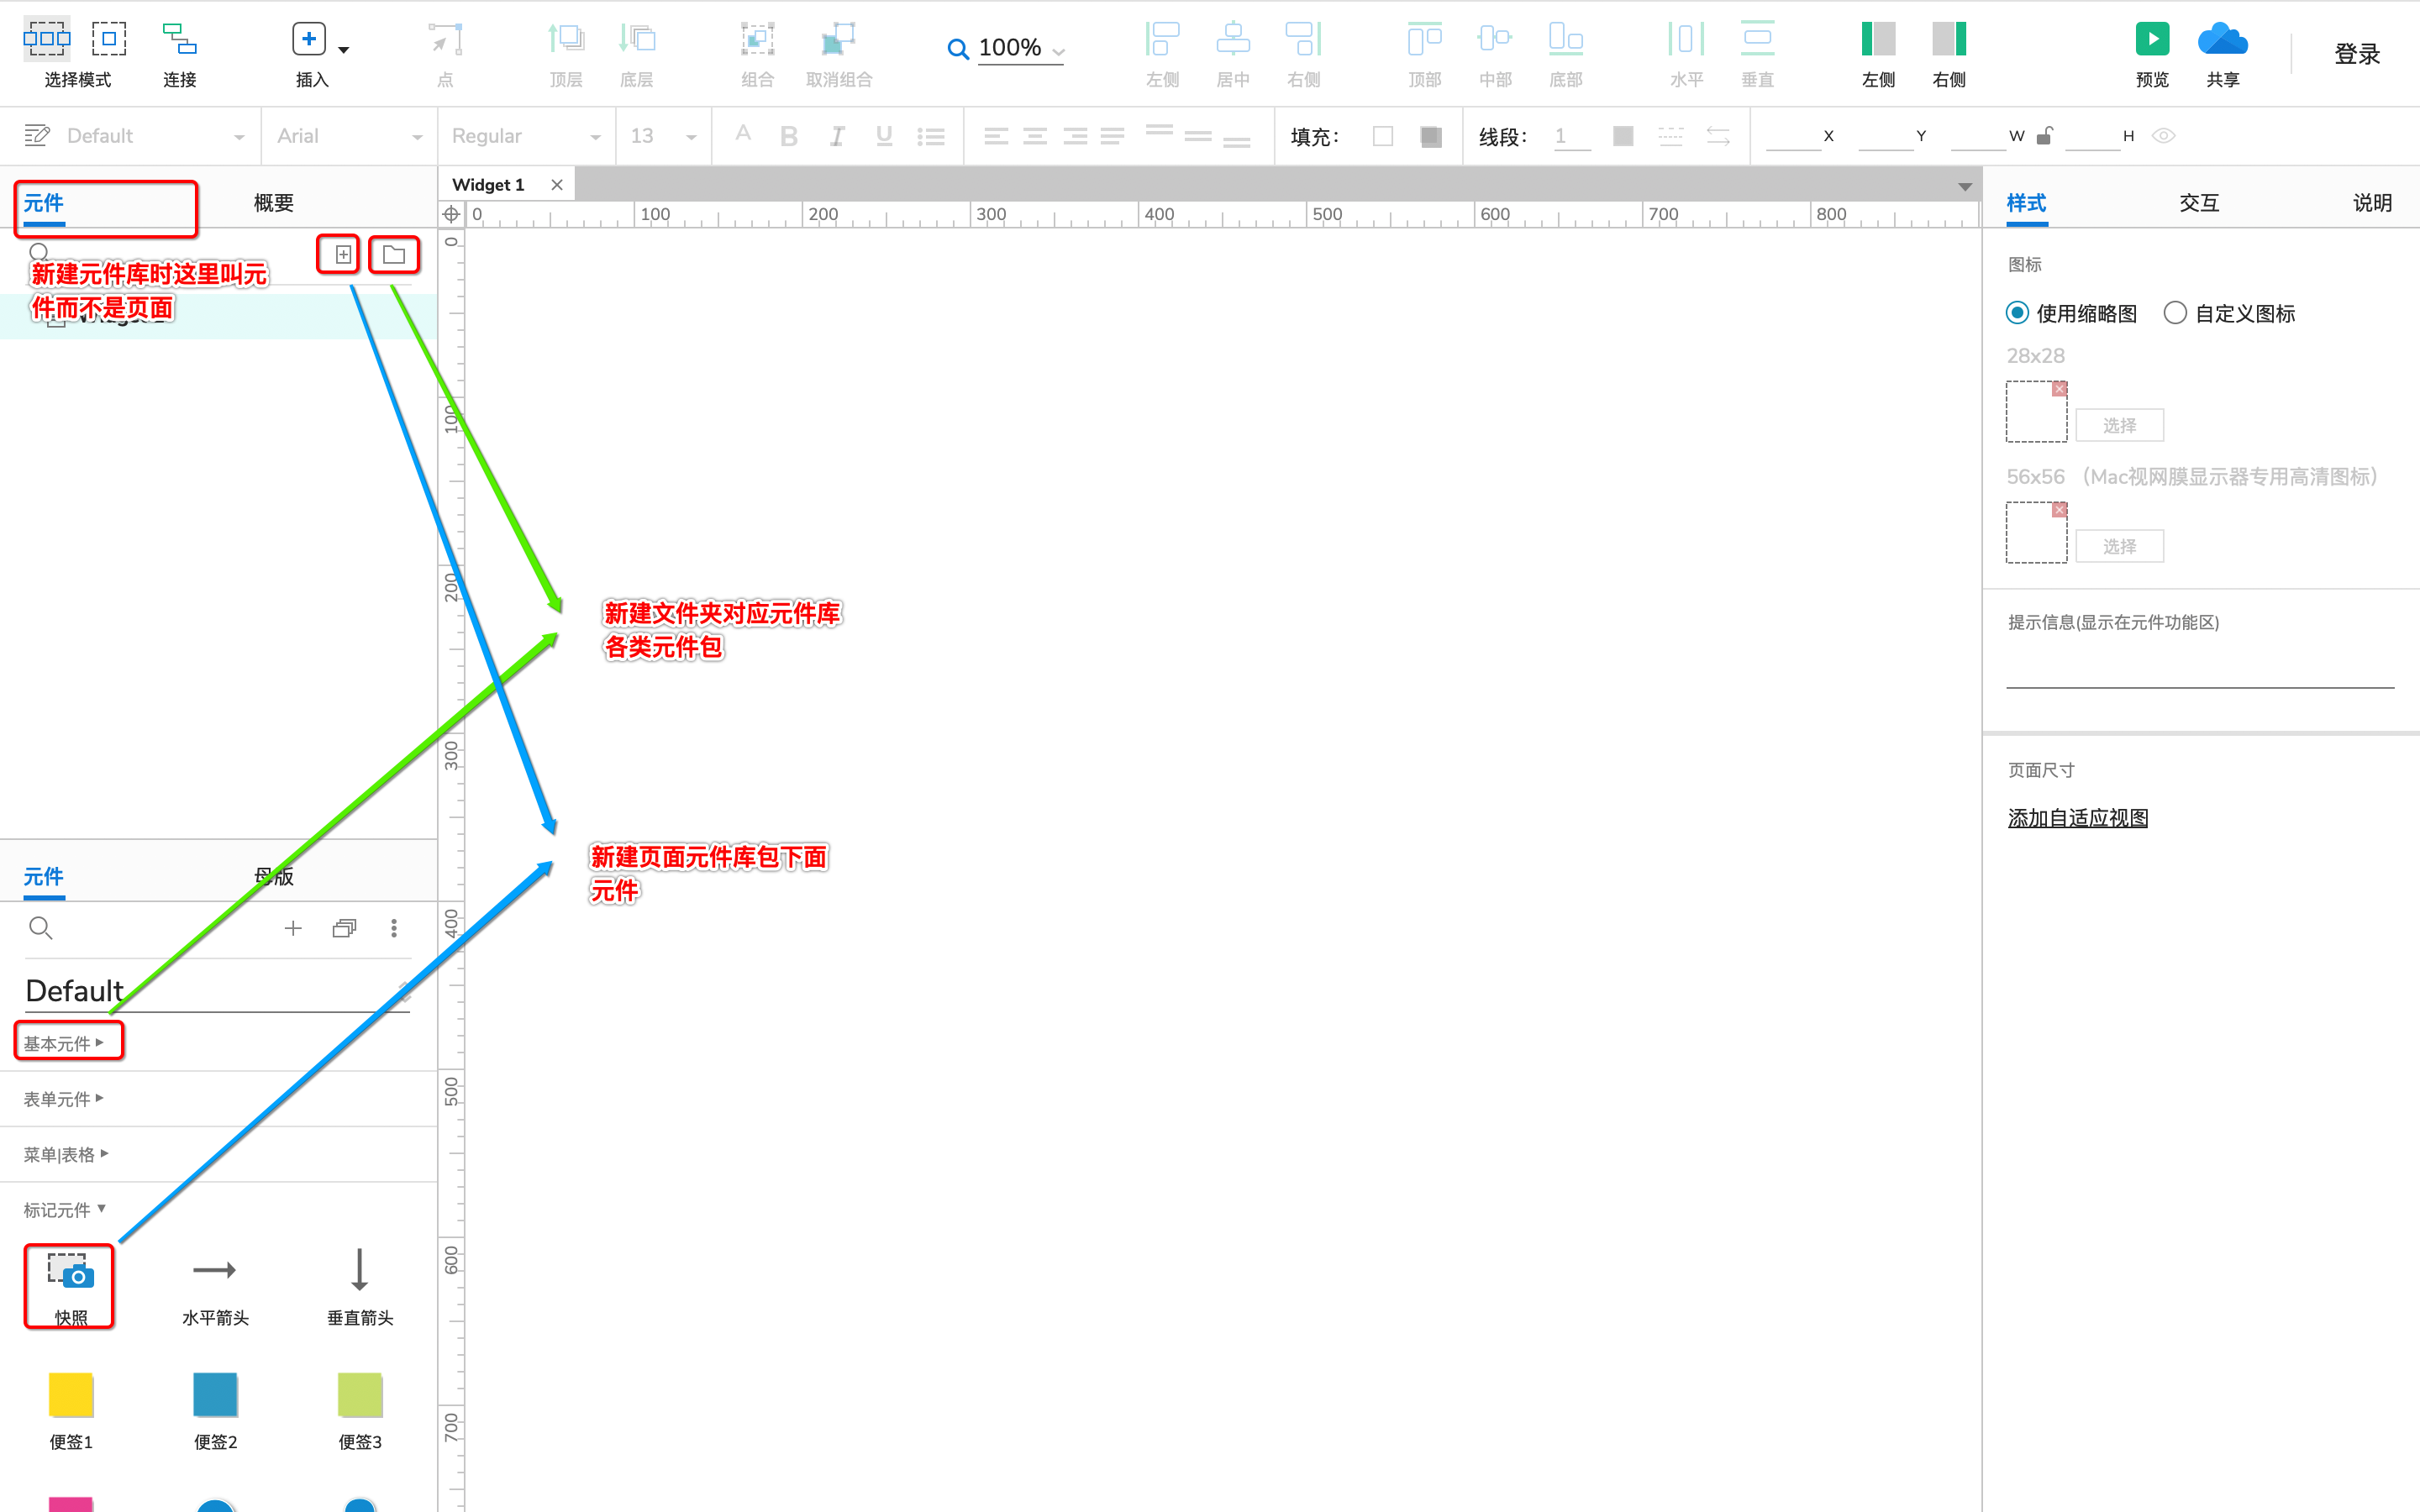 选择模式 连接 插入 点 顶层 底层 组合 取消组合 100% 左侧 居中 右侧 顶部 中部 底部 水平 垂直 左侧 右侧 预览 共享 登录
Default Arial Regular 13 填充： 线段： 1 X Y W H
元件 概要
Widget 1
样式 交互 说明
0 100 200 300 400 500 600 700 800
0
100
200
300
400
500
600
700
新建元件库时这里叫元
件而不是页面
图标
使用缩略图 自定义图标
28x28
选择
56x56 （Mac视网膜显示器专用高清图标）
选择
新建文件夹对应元件库
各类元件包
提示信息(显示在元件功能区)
页面尺寸
添加自适应视图
新建页面元件库包下面
元件
元件 母版
Default
基本元件
表单元件
菜单|表格
标记元件
快照 水平箭头 垂直箭头
便签1 便签2 便签3